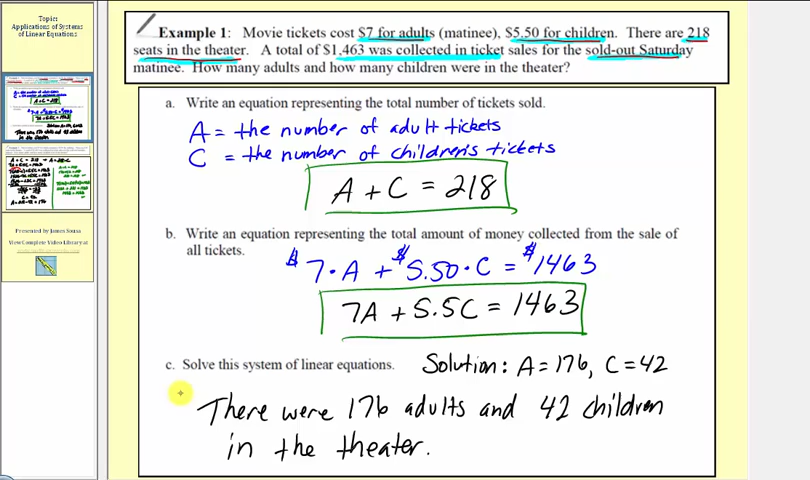 Topic:
Applications of Systems
of Linear Equations
Presented by James Sousa
View Complete Video Library at
Example 1: Movie tickets cost $7 for adults (matinee), $5.50 for children. There are 218
seats in the theater. A total of $1,463 was collected in ticket sales for the sold-out Saturday
matinee. How many adults and how many children were in the theater?
a. Write an equation representing the total number of tickets sold.
A = the number of adult tickets
C = the number of children's tickets
A + C = 218
b. Write an equation representing the total amount of money collected from the sale of
all tickets.
$7·A + $5.50·C = $1463
7A + 5.5C = 1463
c. Solve this system of linear equations. Solution: A = 176, C = 42
There were 176 adults and 42 children
in the theater.